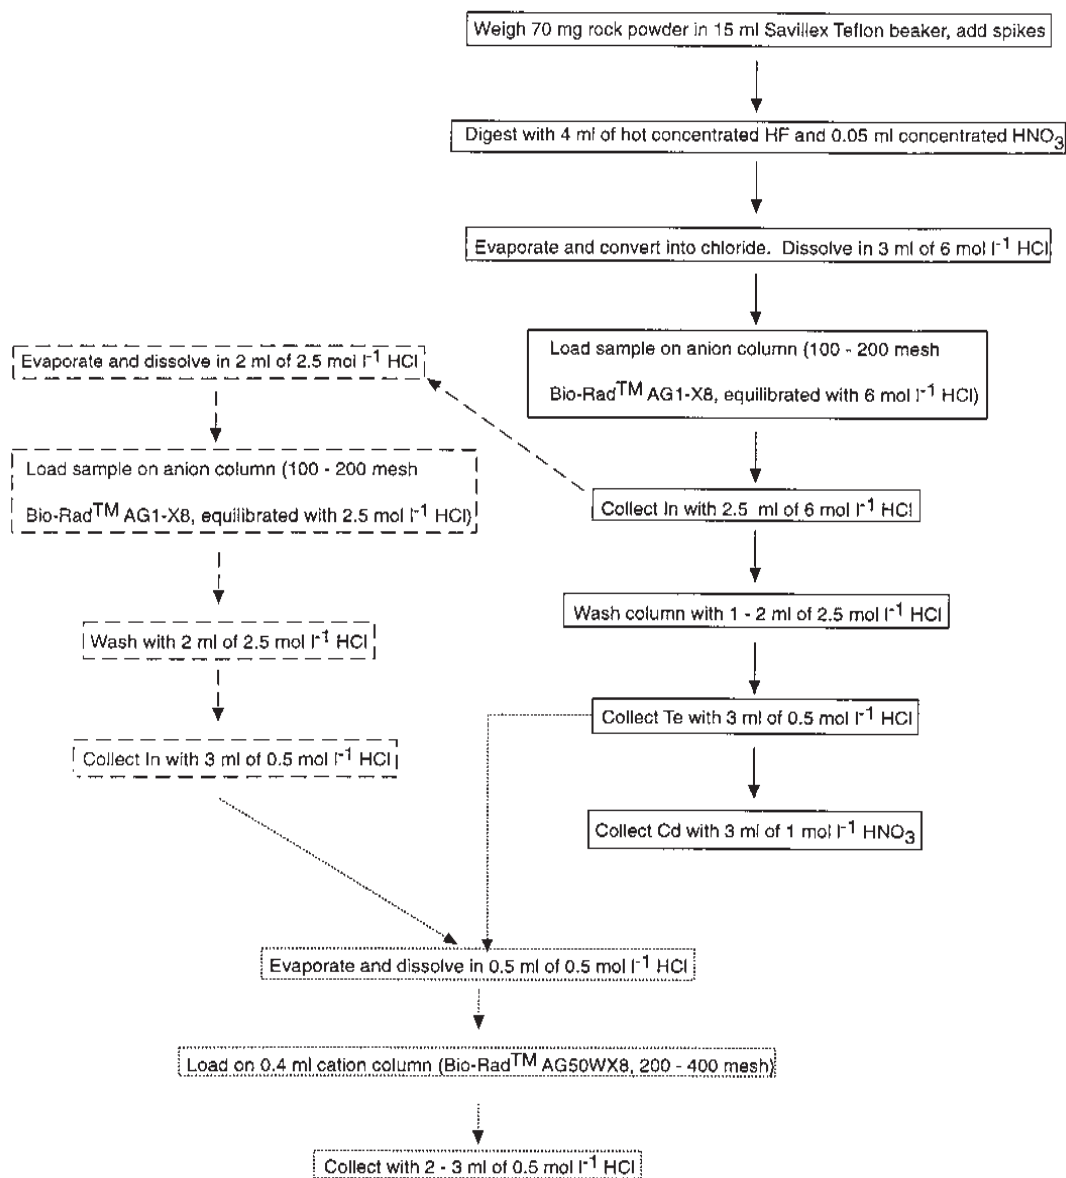 Weigh 70 mg rock powder in 15 ml Savillex Teflon beaker, add spikes
Digest with 4 ml of hot concentrated HF and 0.05 ml concentrated HNO3
Evaporate and convert into chloride. Dissolve in 3 ml of 6 mol l-1 HCl
Load sample on anion column (100 - 200 mesh
Bio-RadTM AG1-X8, equilibrated with 6 mol l-1 HCl)
Collect In with 2.5 ml of 6 mol l-1 HCl
Wash column with 1 - 2 ml of 2.5 mol l-1 HCl
Collect Te with 3 ml of 0.5 mol l-1 HCl
Collect Cd with 3 ml of 1 mol l-1 HNO3
Evaporate and dissolve in 2 ml of 2.5 mol l-1 HCl
Load sample on anion column (100 - 200 mesh
Bio-RadTM AG1-X8, equilibrated with 2.5 mol l-1 HCl)
Wash with 2 ml of 2.5 mol l-1 HCl
Collect In with 3 ml of 0.5 mol l-1 HCl
Evaporate and dissolve in 0.5 ml of 0.5 mol l-1 HCl
Load on 0.4 ml cation column (Bio-RadTM AG50WX8, 200 - 400 mesh)
Collect with 2 - 3 ml of 0.5 mol l-1 HCl